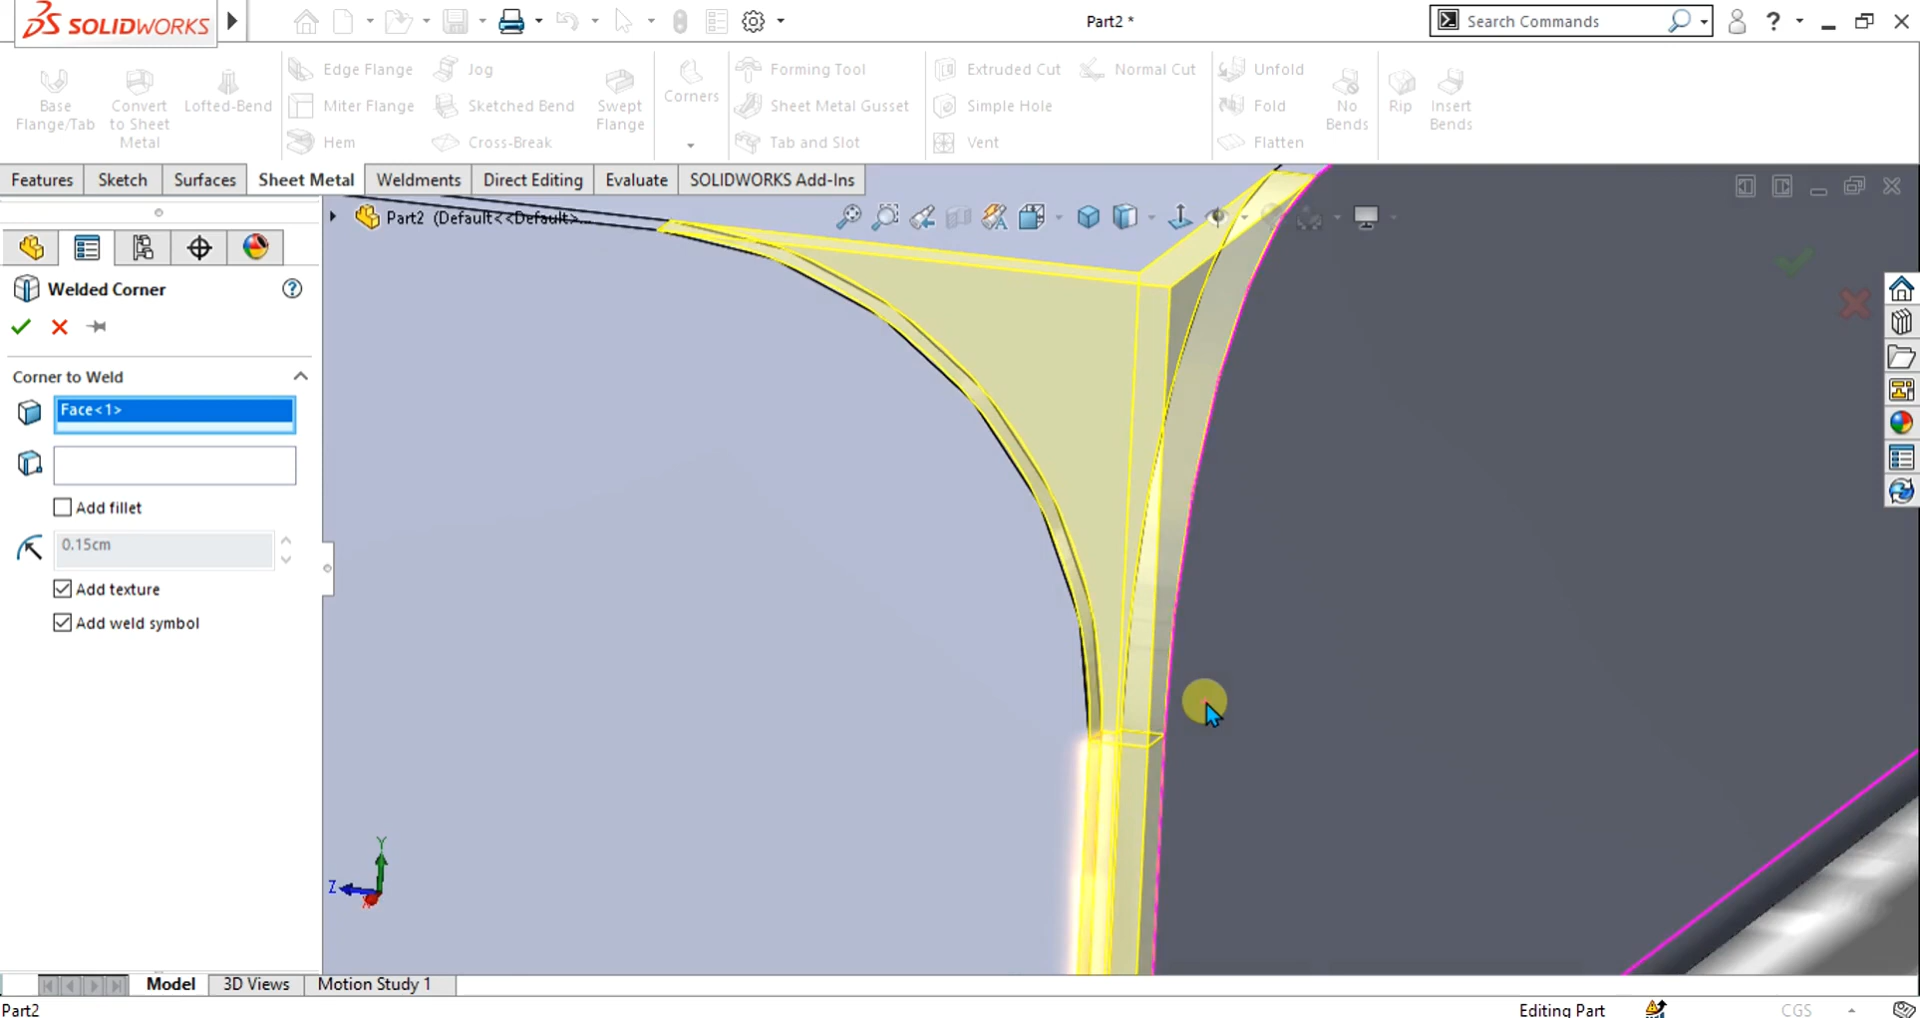 SOLIDWORKS
Part2 *
Search Commands
?
Base Flange/Tab
Convert to Sheet Metal
Lofted-Bend
Edge Flange
Miter Flange
Hem
Jog
Sketched Bend
Cross-Break
Swept Flange
Corners
Forming Tool
Sheet Metal Gusset
Tab and Slot
Extruded Cut
Simple Hole
Vent
Normal Cut
Unfold
Fold
Flatten
No Bends
Rip
Insert Bends
Features
Sketch
Surfaces
Sheet Metal
Weldments
Direct Editing
Evaluate
SOLIDWORKS Add-Ins
Part2 (Default<<Default>...
Welded Corner
?
Corner to Weld
Face<1>
Add fillet
0.15cm
Add texture
Add weld symbol
Y
Z
Model
3D Views
Motion Study 1
Part2
Editing Part
CGS